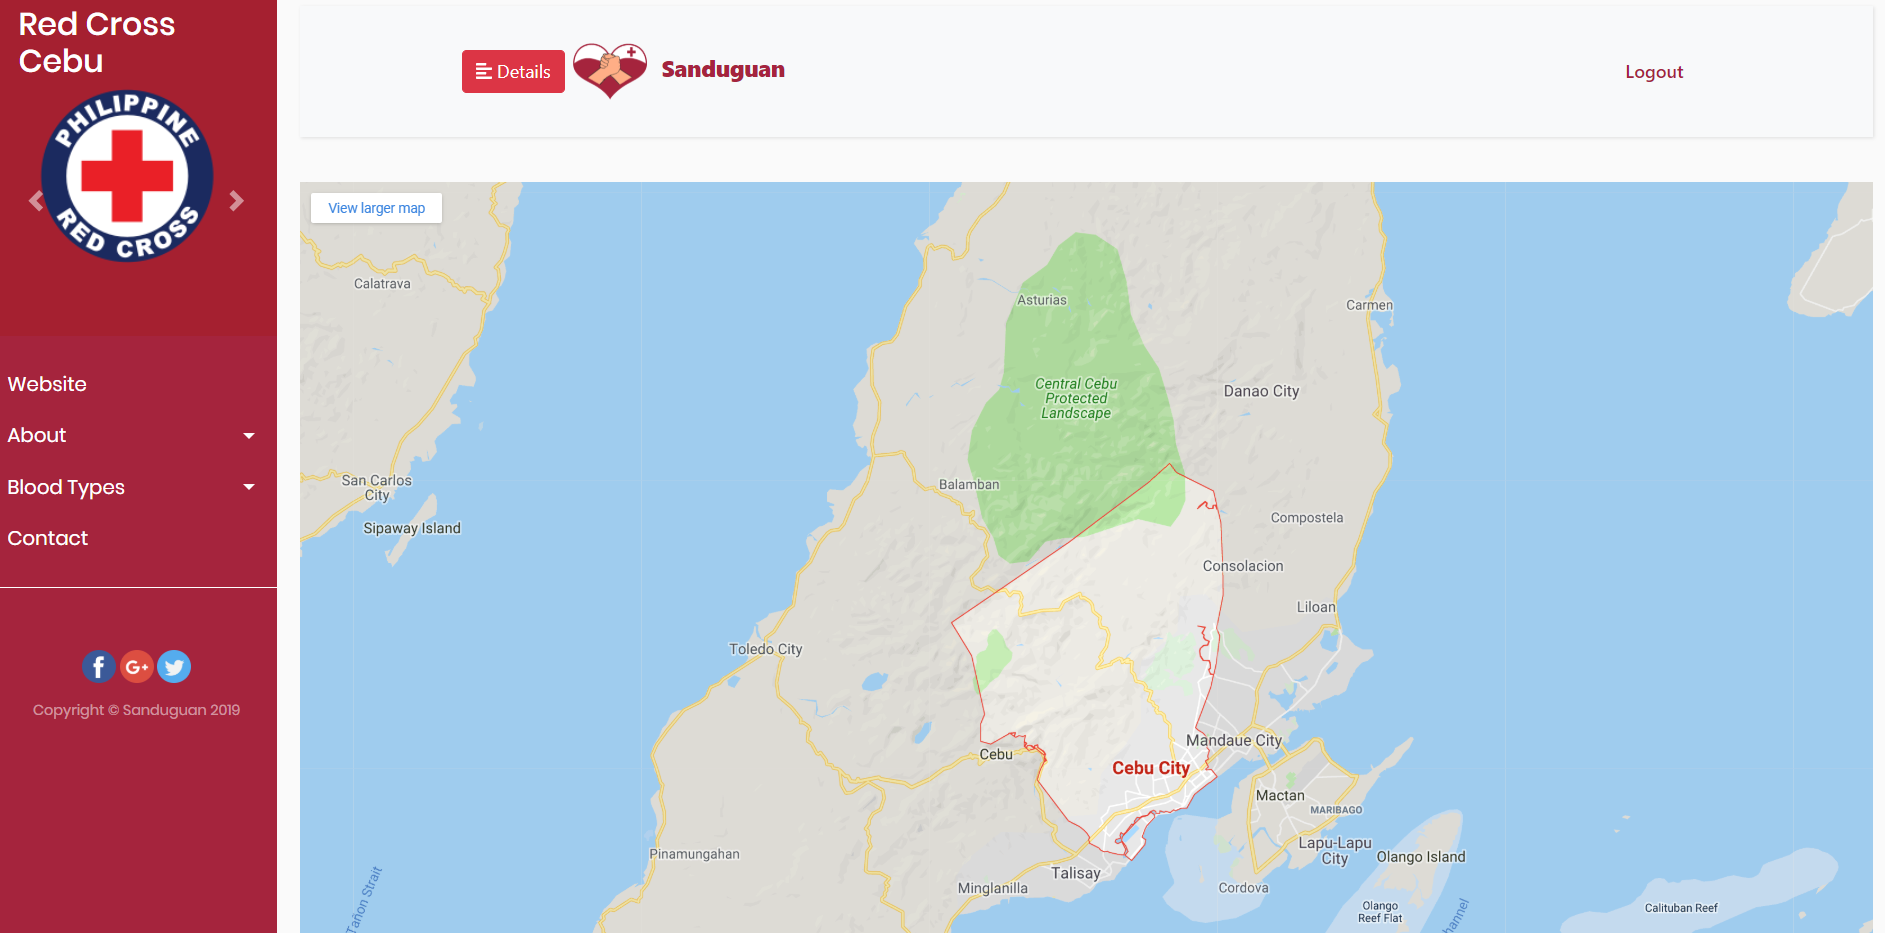 Red Cross
Cebu
PHILIPPINE
RED CROSS
Website
About
Blood Types
Contact
Copyright © Sanduguan 2019
Details
Sanduguan
Logout
View larger map
Calatrava
Asturias
Carmen
Central Cebu
Protected
Landscape
Danao City
San Carlos
City
Balamban
Sipaway Island
Compostela
Consolacion
Liloan
Toledo City
Mandaue City
Cebu
Cebu City
Mactan
MARIBAGO
Lapu-Lapu
City
Pinamungahan
Olango Island
Talisay
Minglanilla
Cordova
Tañon Strait
Olango
Reef Flat
hannel
Calituban Reef